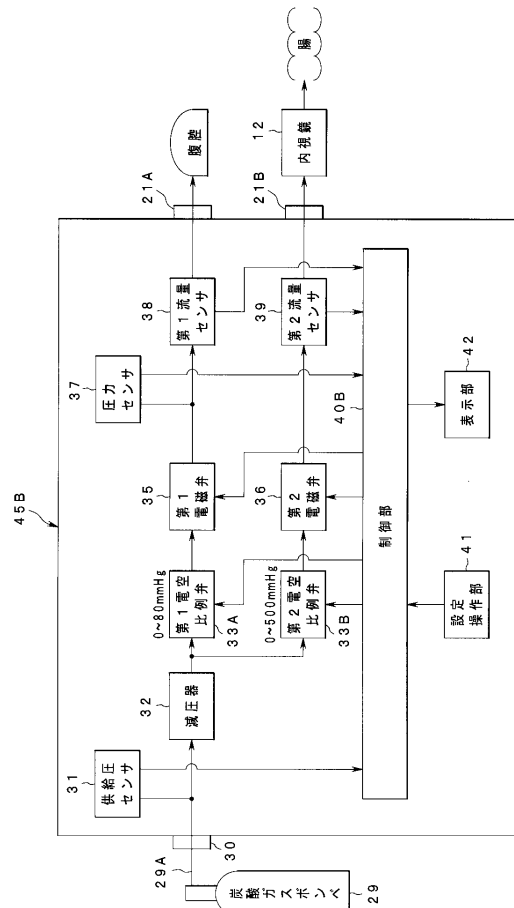 45B
31
供給圧
センサ
37
圧力
センサ
32
減圧器
0~80mmHg
第1電空
比例弁
33A
35
第1
電磁弁
38
第1流量
センサ
21A
腹腔
0~500mmHg
第2電空
比例弁
33B
36
第2
電磁弁
39
第2流量
センサ
21B
12
内視鏡
腸
30
29A
炭酸ガスボンベ
29
制御部
40B
41
設定
操作部
42
表示部